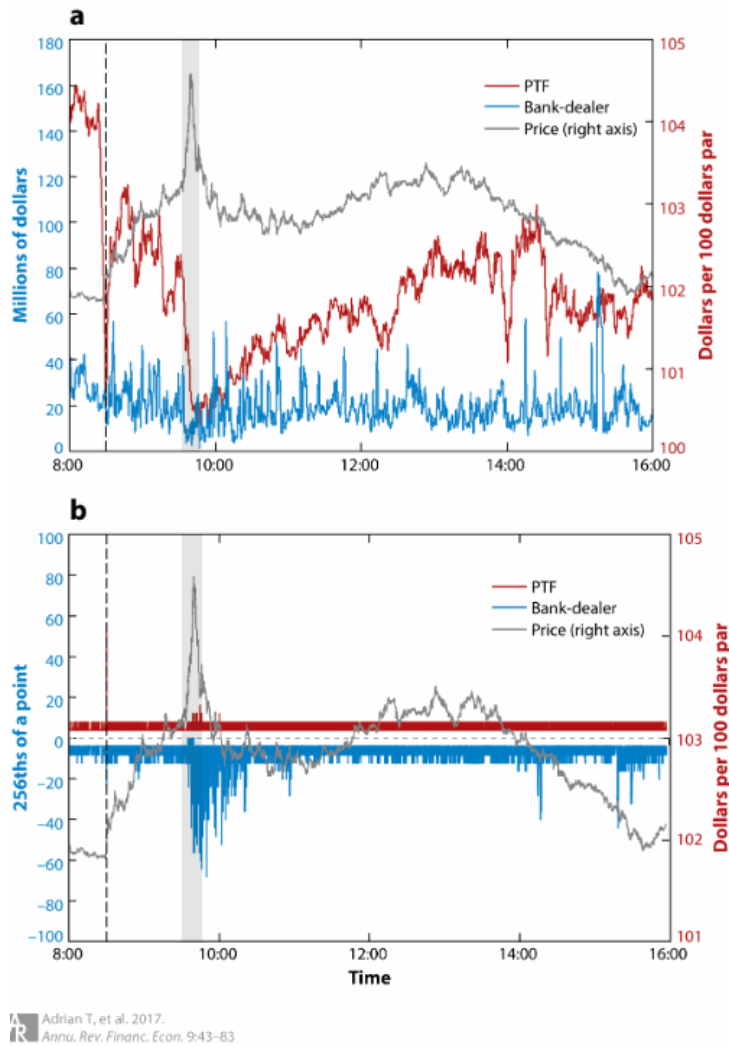 a
180
160
140
120
100
80
60
40
20
0
Millions of dollars
105
104
103
102
101
100
Dollars per 100 dollars par
PTF
Bank-dealer
Price (right axis)
8:00 10:00 12:00 14:00 16:00
b
100
80
60
40
20
0
−20
−40
−60
−80
−100
256ths of a point
105
104
103
102
101
Dollars per 100 dollars par
PTF
Bank-dealer
Price (right axis)
8:00 10:00 12:00 14:00 16:00
Time
AR
Adrian T, et al. 2017.
Annu. Rev. Financ. Econ. 9:43–83